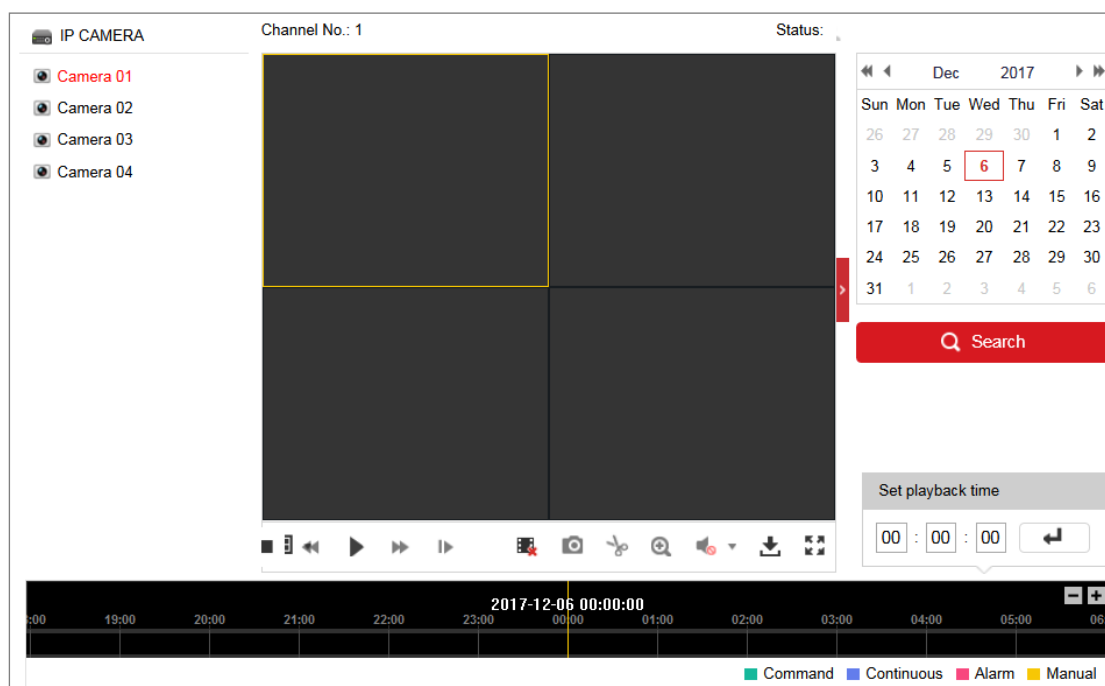 IP CAMERA
Camera 01
Camera 02
Camera 03
Camera 04
Channel No.: 1 Status:
Dec 2017
Sun Mon Tue Wed Thu Fri Sat
26 27 28 29 30 1 2
3 4 5 6 7 8 9
10 11 12 13 14 15 16
17 18 19 20 21 22 23
24 25 26 27 28 29 30
31 1 2 3 4 5 6
Search
Set playback time
00 : 00 : 00
2017-12-06 00:00:00
:00 19:00 20:00 21:00 22:00 23:00 00:00 01:00 02:00 03:00 04:00 05:00 06:
Command Continuous Alarm Manual